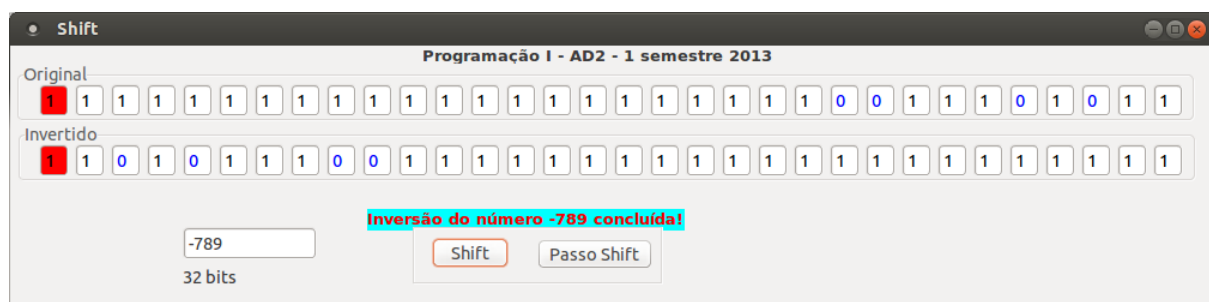 Shift
Programação I - AD2 - 1 semestre 2013
Original
1 1 1 1 1 1 1 1 1 1 1 1 1 1 1 1 1 1 1 1 1 1 0 0 1 1 1 0 1 0 1 1
Invertido
1 1 0 1 0 1 1 1 0 0 1 1 1 1 1 1 1 1 1 1 1 1 1 1 1 1 1 1 1 1 1 1
Inversão do número -789 concluída!
-789 Shift Passo Shift
32 bits